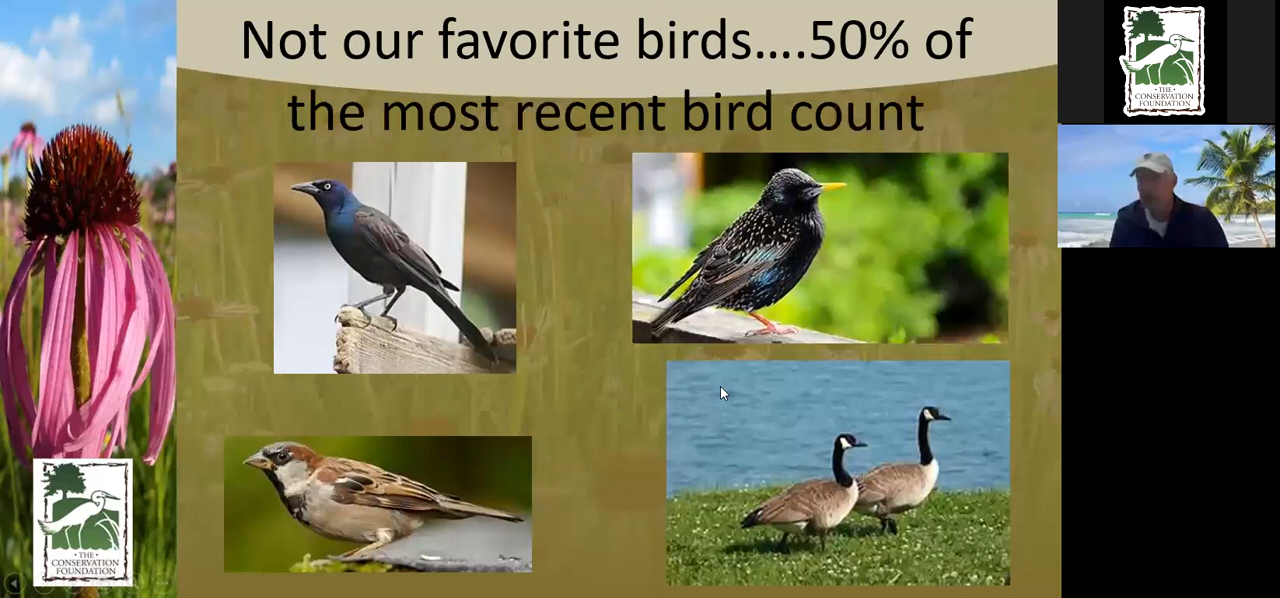 Not our favorite birds....50% of
the most recent bird count
• THE •
CONSERVATION
FOUNDATION
• THE
CONSERVATION
FOUNDATION